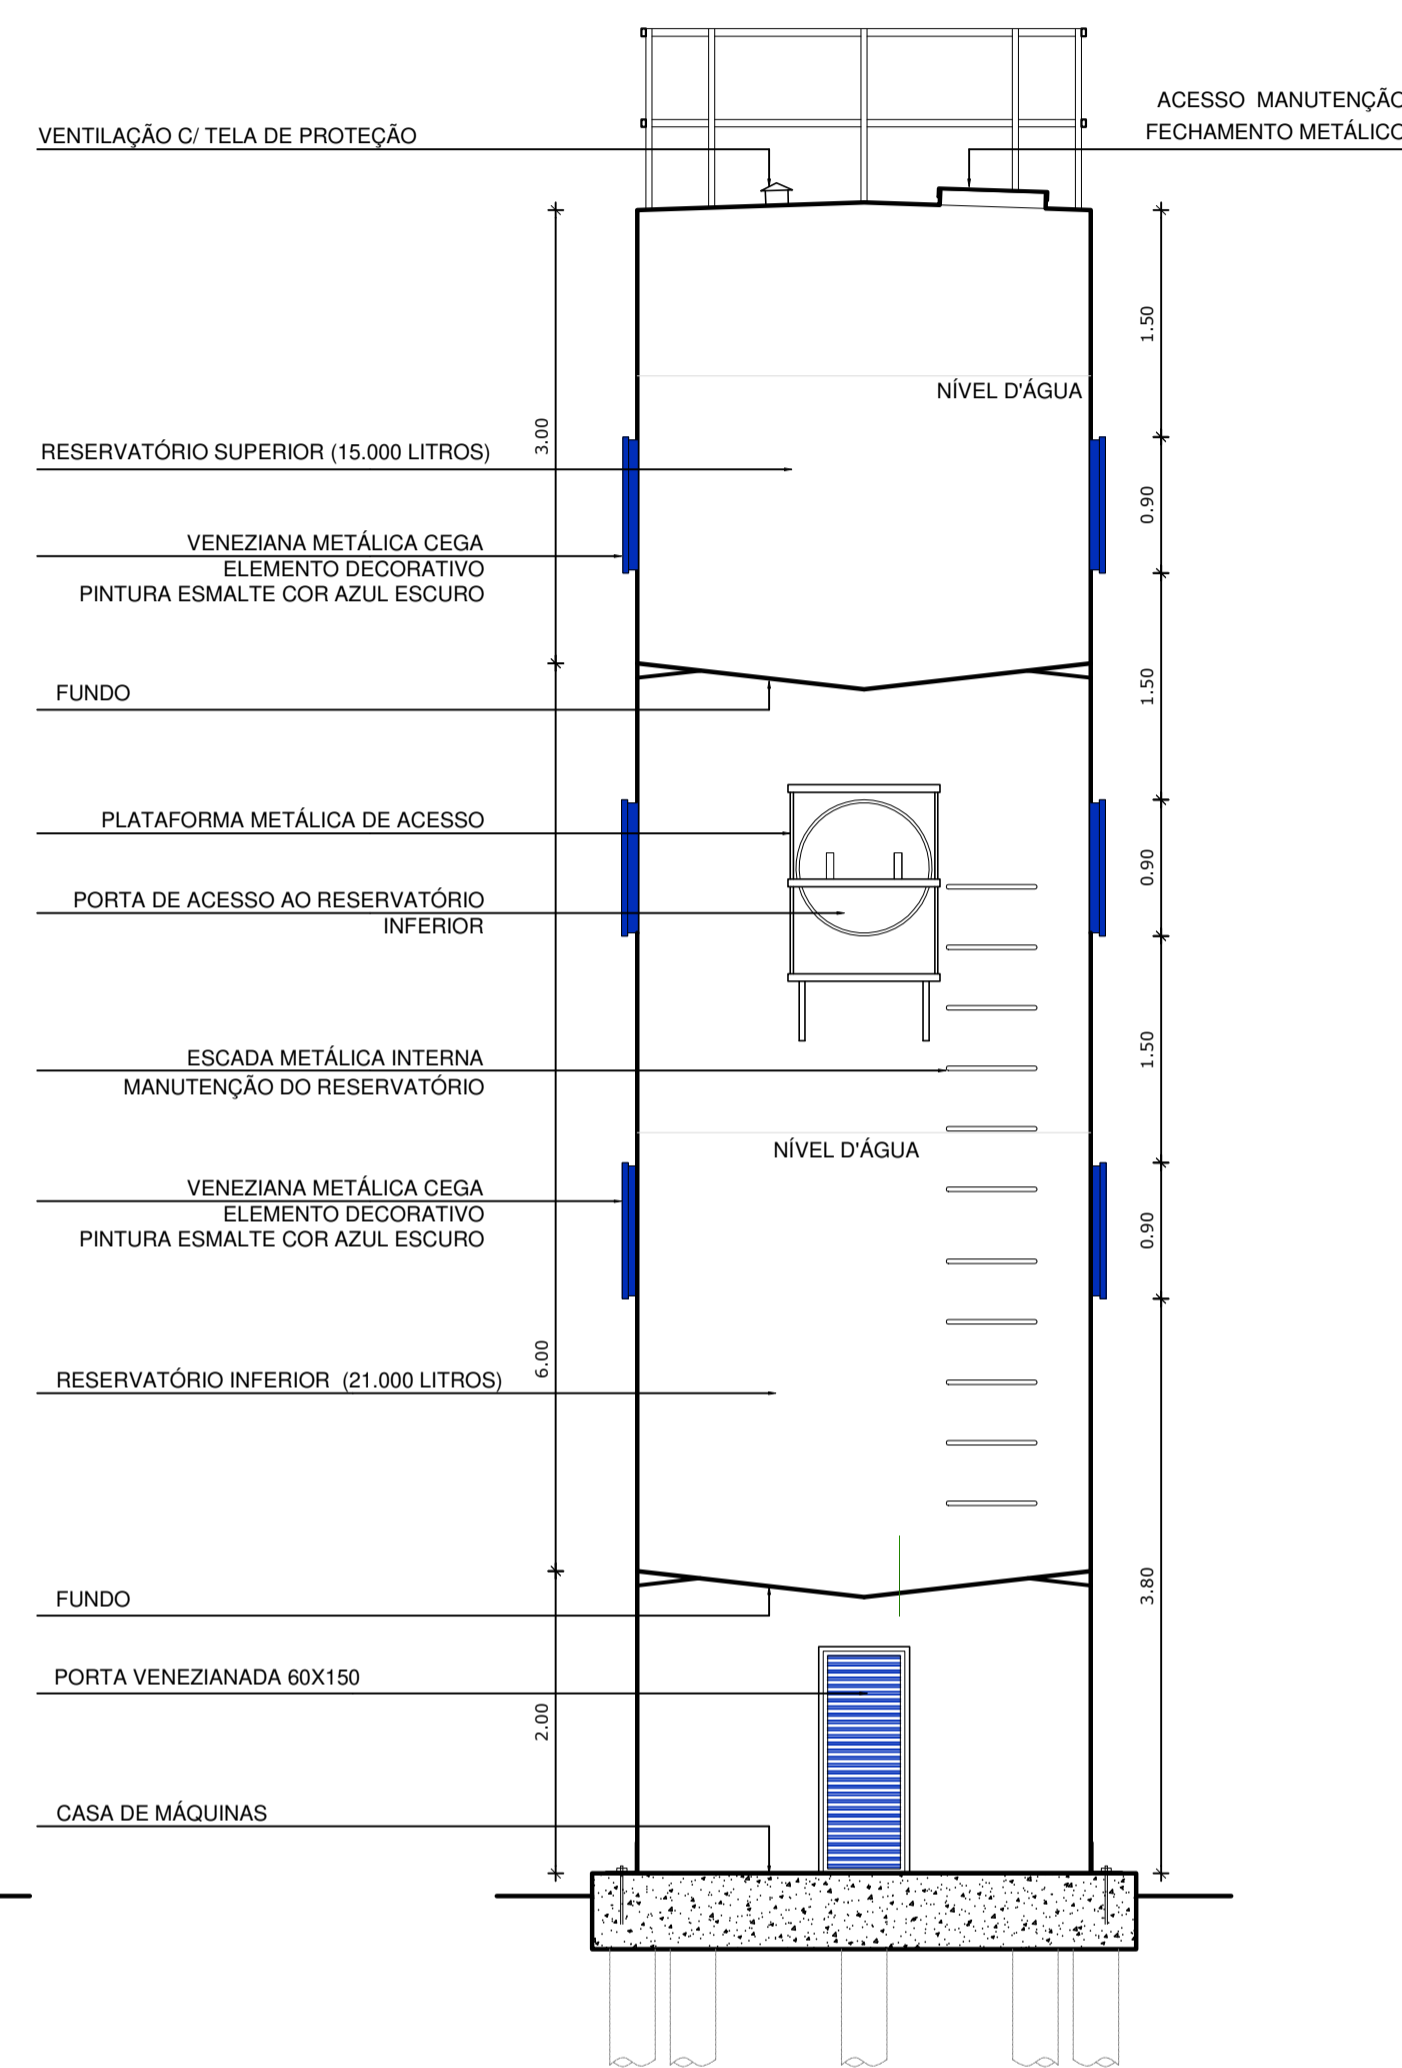 ACESSO  MANUTENÇÃO
FECHAMENTO METÁLICO
VENTILAÇÃO C/ TELA DE PROTEÇÃO
1.50
NÍVEL D'ÁGUA
3.00
RESERVATÓRIO SUPERIOR (15.000 LITROS)
0.90
VENEZIANA METÁLICA CEGA
ELEMENTO DECORATIVO
PINTURA ESMALTE COR AZUL ESCURO
FUNDO
1.50
PLATAFORMA METÁLICA DE ACESSO
0.90
PORTA DE ACESSO AO RESERVATÓRIO
INFERIOR
ESCADA METÁLICA INTERNA
MANUTENÇÃO DO RESERVATÓRIO
1.50
NÍVEL D'ÁGUA
VENEZIANA METÁLICA CEGA
ELEMENTO DECORATIVO
PINTURA ESMALTE COR AZUL ESCURO
0.90
6.00
RESERVATÓRIO INFERIOR  (21.000 LITROS)
FUNDO
3.80
PORTA VENEZIANADA 60X150
2.00
CASA DE MÁQUINAS